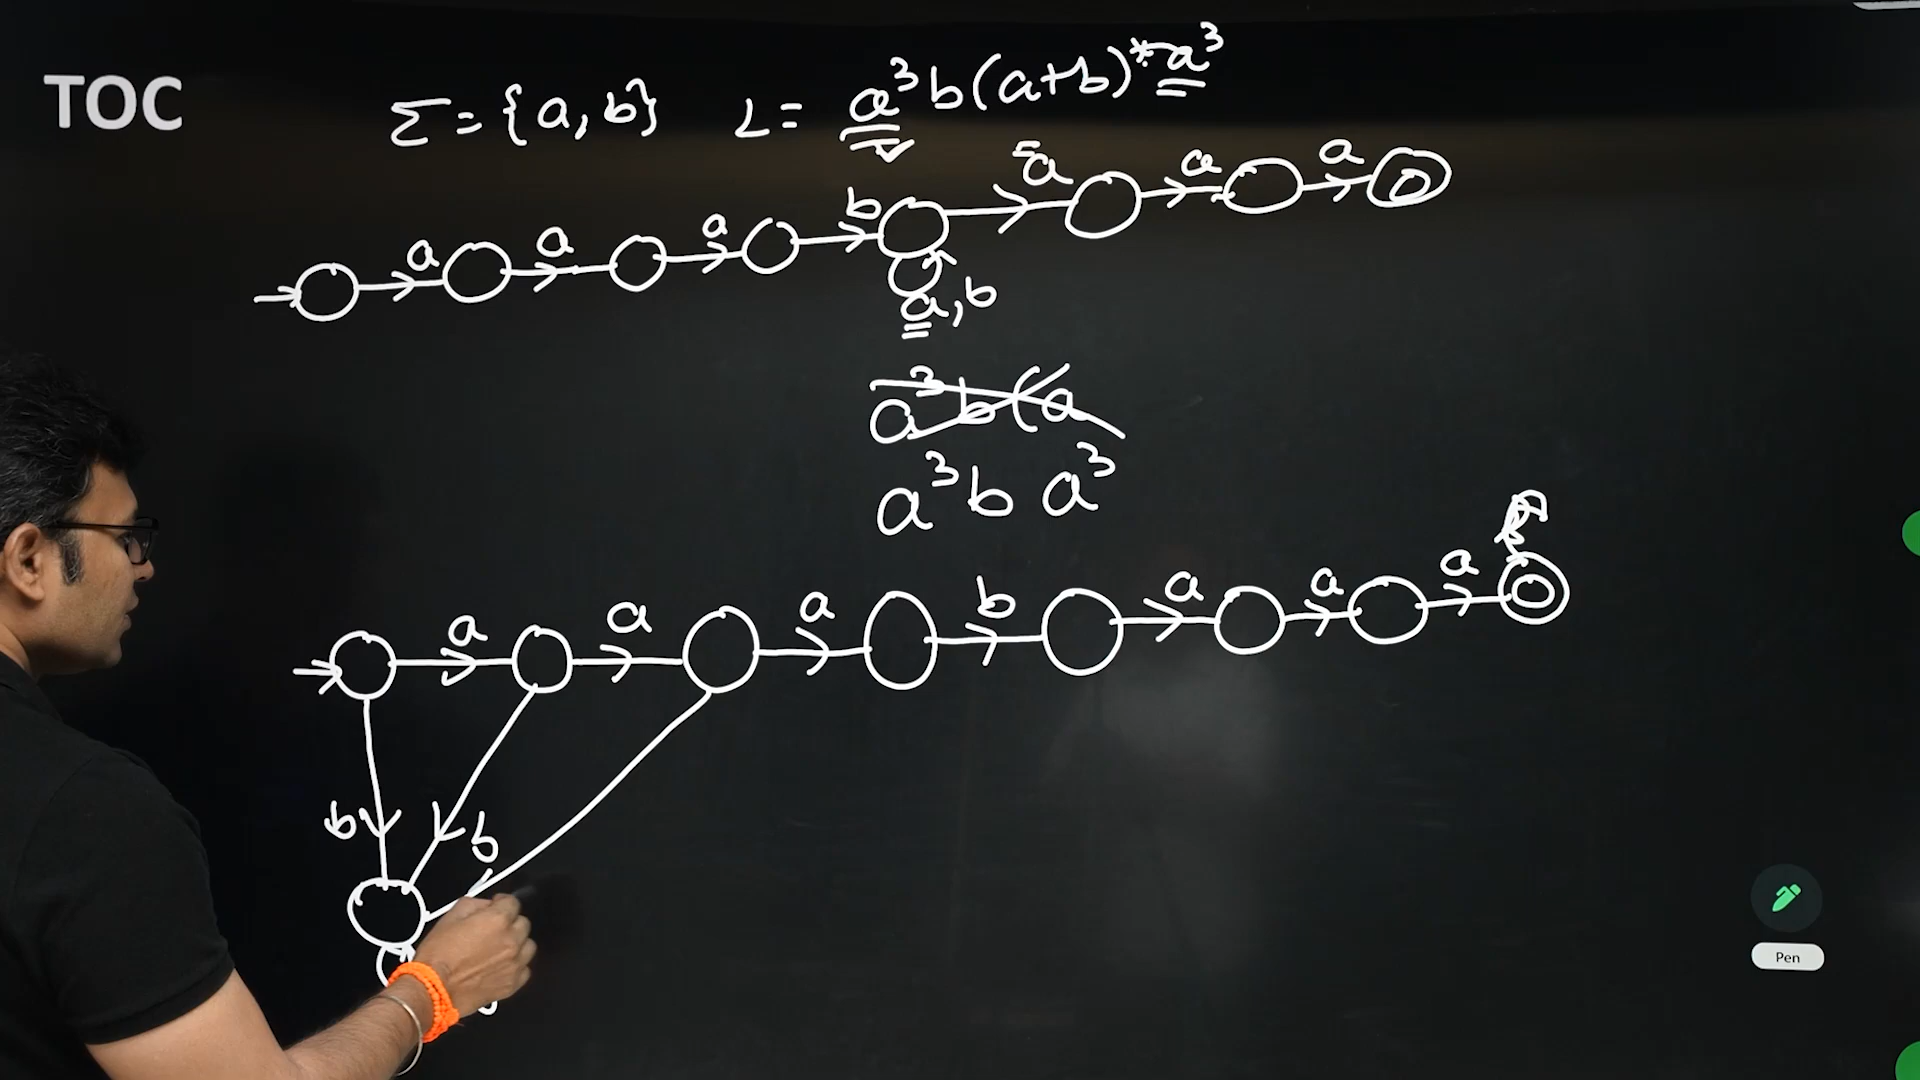 TOC
Σ = {a, b} L = a³b(a+b)*a³
a a a b a a a
a, b
a³b(a
a³b a³
a a a b a a a
b b
Pen